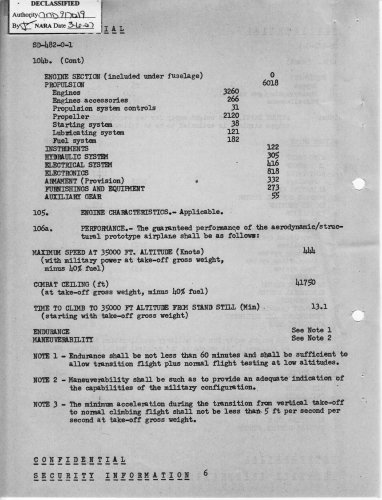 DECLASSIFIED
Authority
By NARA Date
I A L
SD-482-0-1
104b. (Cont)
ENGINE SECTION (included under fuselage) 0
PROPULSION 6018
Engines 3260
Engines accessories 266
Propulsion system controls 31
Propeller 2120
Starting system 38
Lubricating system 121
Fuel system 182
INSTRUMENTS 122
HYDRAULIC SYSTEM 305
ELECTRICAL SYSTEM 416
ELECTRONICS 818
ARMAMENT (Provision) 332
FURNISHINGS AND EQUIPMENT 273
AUXILIARY GEAR 55
105. ENGINE CHARACTERISTICS.- Applicable.
106a. PERFORMANCE.- The guaranteed performance of the aerodynamic/struc-
tural prototype airplane shall be as follows:
MAXIMUM SPEED AT 35000 FT. ALTITUDE (Knots) 444
(with military power at take-off gross weight,
minus 40% fuel)
COMBAT CEILING (ft) 41750
(at take-off gross weight, minus 40% fuel)
TIME TO CLIMB TO 35000 FT ALTITUDE FROM STAND STILL (Min) 13.1
(starting with take-off gross weight)
ENDURANCE See Note 1
MANEUVERABILITY See Note 2
NOTE 1 - Endurance shall be not less than 60 minutes and shall be sufficient to
allow transition flight plus normal flight testing at low altitudes.
NOTE 2 - Maneuverability shall be such as to provide an adequate indication of
the capabilities of the military configuration.
NOTE 3 - The minimum acceleration during the transition from vertical take-off
to normal climbing flight shall not be less than 5 ft per second per
second at take-off gross weight.
C O N F I D E N T I A L
S E C U R I T Y I N F O R M A T I O N 6